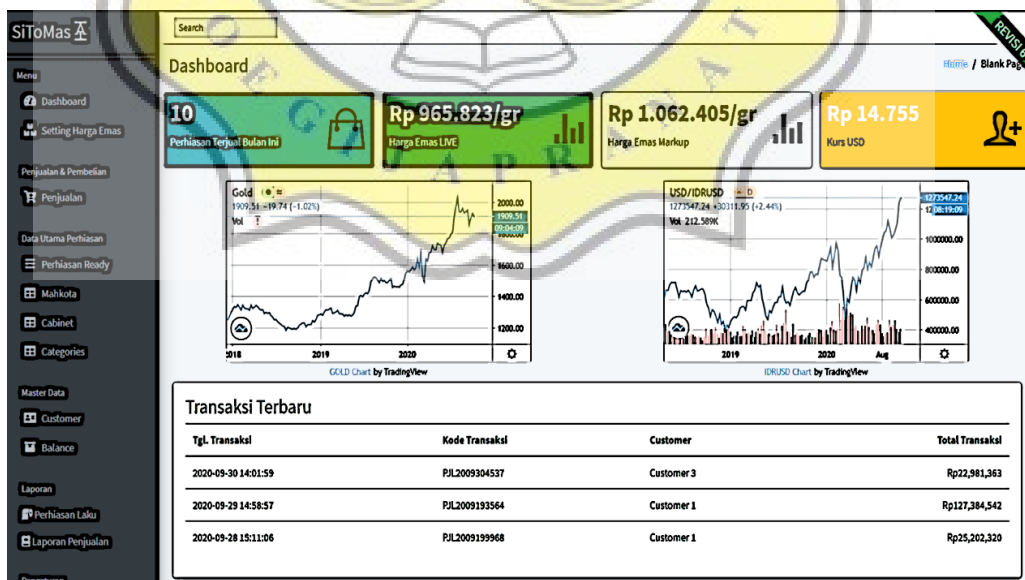 SiToMas
Search
REVISI 6
Menu
Dashboard
Setting Harga Emas
Penjualan & Pembelian
Penjualan
Data Utama Perhiasan
Perhiasan Ready
Mahkota
Cabinet
Categories
Master Data
Customer
Balance
Laporan
Perhiasan Laku
Laporan Penjualan
Dashboard
Home / Blank Pag
10
Perhiasan Terjual Bulan Ini
Rp 965.823/gr
Harga Emas LIVE
Rp 1.062.405/gr
Harga Emas Markup
Rp 14.755
Kurs USD
OEGIJAPRANAT
Gold
1909.51 -19.74 (-1.02%)
Vol
2000.00
1909.51
09:04:09
1800.00
1600.00
1400.00
1200.00
2018 2019 2020
GOLD Chart by TradingView
USD/IDRUSD D
1273547.24 +30311.95 (+2.44%)
Vol 212.589K
1273547.24
08:19:09
1000000.00
800000.00
600000.00
400000.00
2019 2020 Aug
IDRUSD Chart by TradingView
Transaksi Terbaru
Tgl. Transaksi Kode Transaksi Customer Total Transaksi
2020-09-30 14:01:59 PJL2009304537 Customer 3 Rp22,981,363
2020-09-29 14:58:57 PJL2009193564 Customer 1 Rp127,384,542
2020-09-28 15:11:06 PJL2009199968 Customer 1 Rp25,202,320